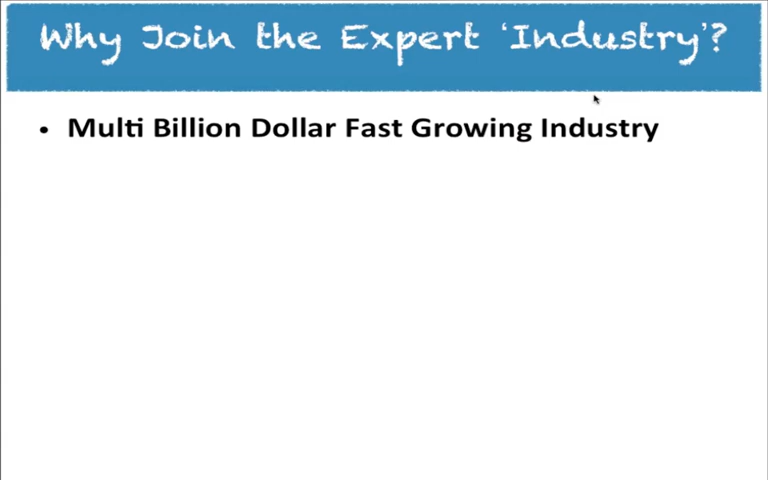 Why Join the Expert ‘Industry’?
• Multi Billion Dollar Fast Growing Industry